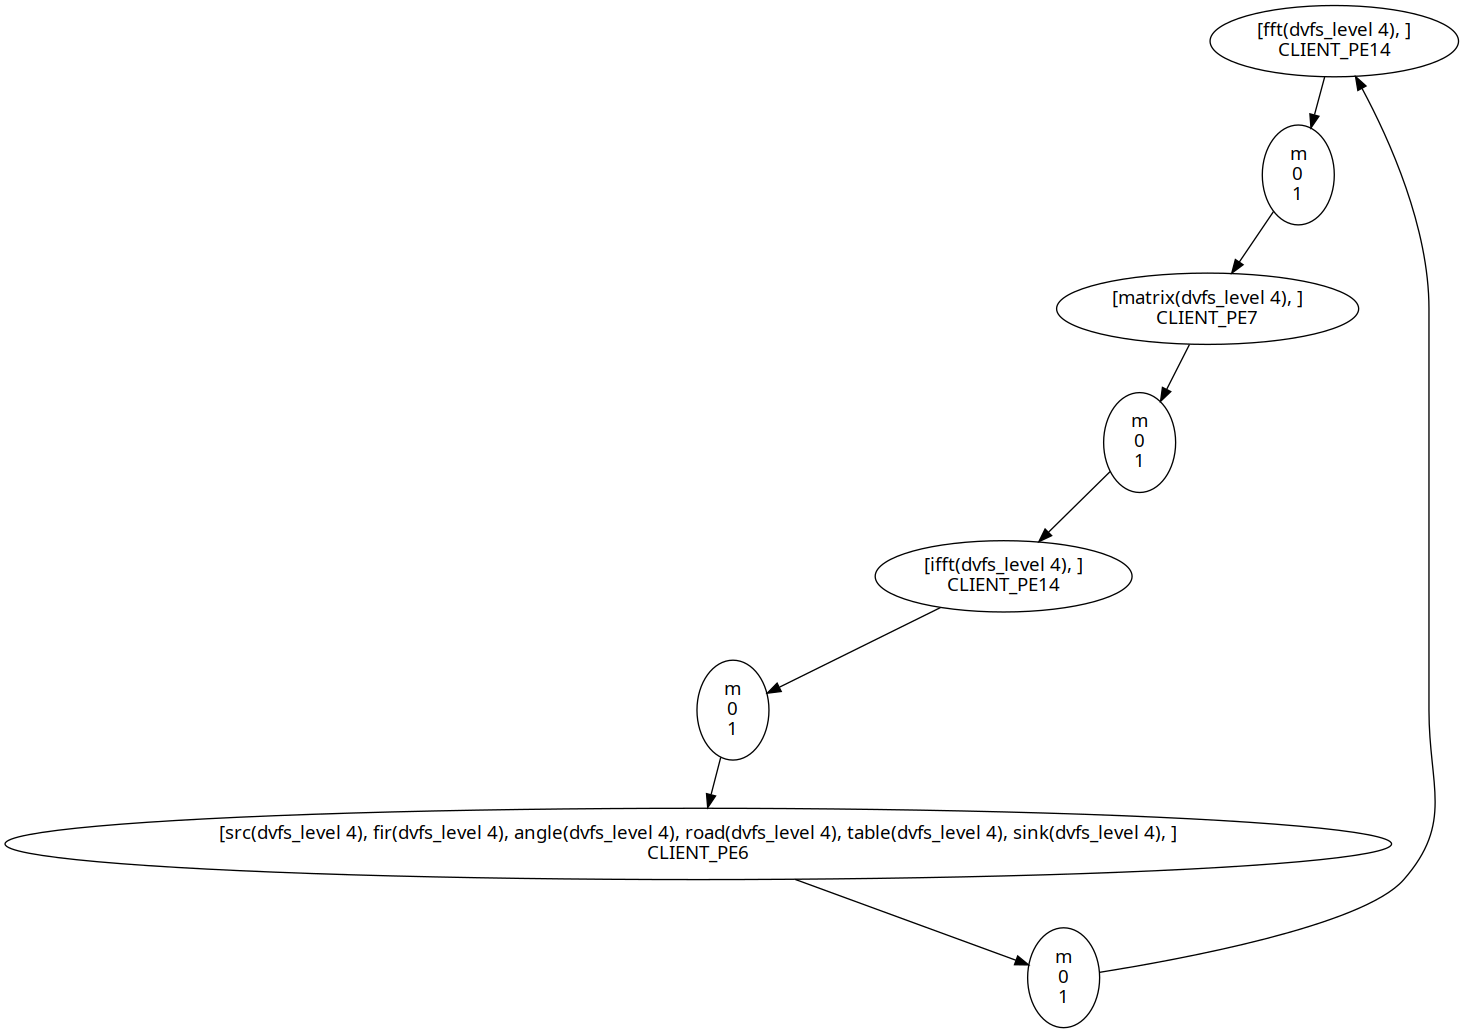 [fft(dvfs_level 4), ]
CLIENT_PE14
m
0
1
[matrix(dvfs_level 4), ]
CLIENT_PE7
m
0
1
[ifft(dvfs_level 4), ]
CLIENT_PE14
m
0
1
[src(dvfs_level 4), fir(dvfs_level 4), angle(dvfs_level 4), road(dvfs_level 4), table(dvfs_level 4), sink(dvfs_level 4), ]
CLIENT_PE6
m
0
1